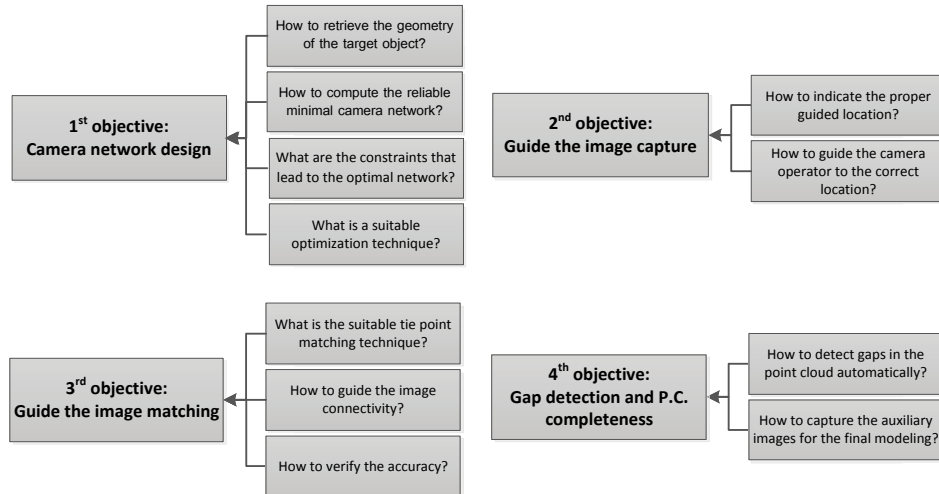 1st objective:
Camera network design
How to retrieve the geometry
of the target object?
How to compute the reliable
minimal camera network?
What are the constraints that
lead to the optimal network?
What is a suitable
optimization technique?
2nd objective:
Guide the image capture
How to indicate the proper
guided location?
How to guide the camera
operator to the correct
location?
3rd objective:
Guide the image matching
What is the suitable tie point
matching technique?
How to guide the image
connectivity?
How to verify the accuracy?
4th objective:
Gap detection and P.C.
completeness
How to detect gaps in the
point cloud automatically?
How to capture the auxiliary
images for the final modeling?